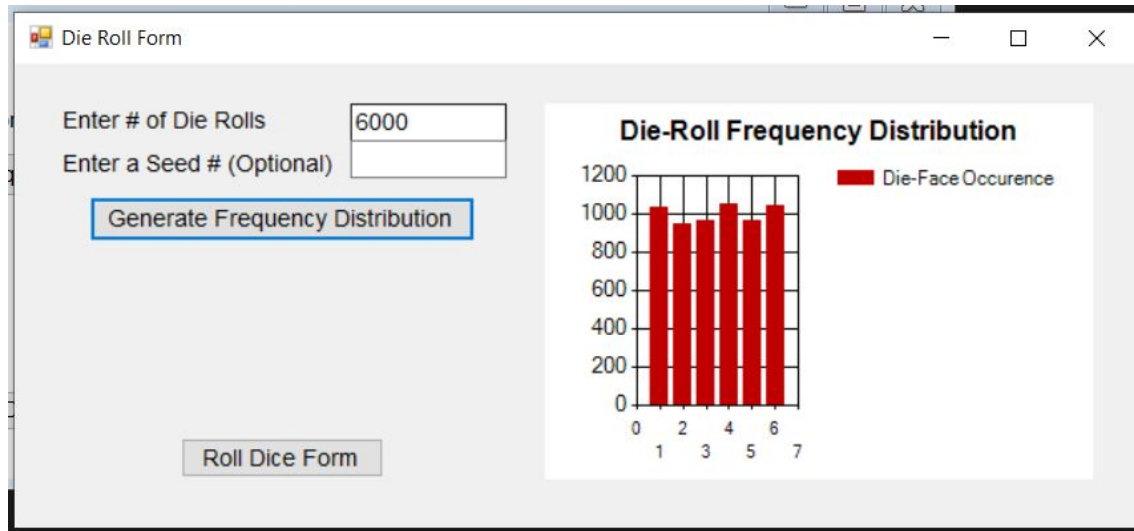 Die Roll Form
Enter # of Die Rolls
6000
Enter a Seed # (Optional)
Generate Frequency Distribution
Roll Dice Form
Die-Roll Frequency Distribution
Die-Face Occurence
1200
1000
800
600
400
200
0
0 2 4 6
1 3 5 7